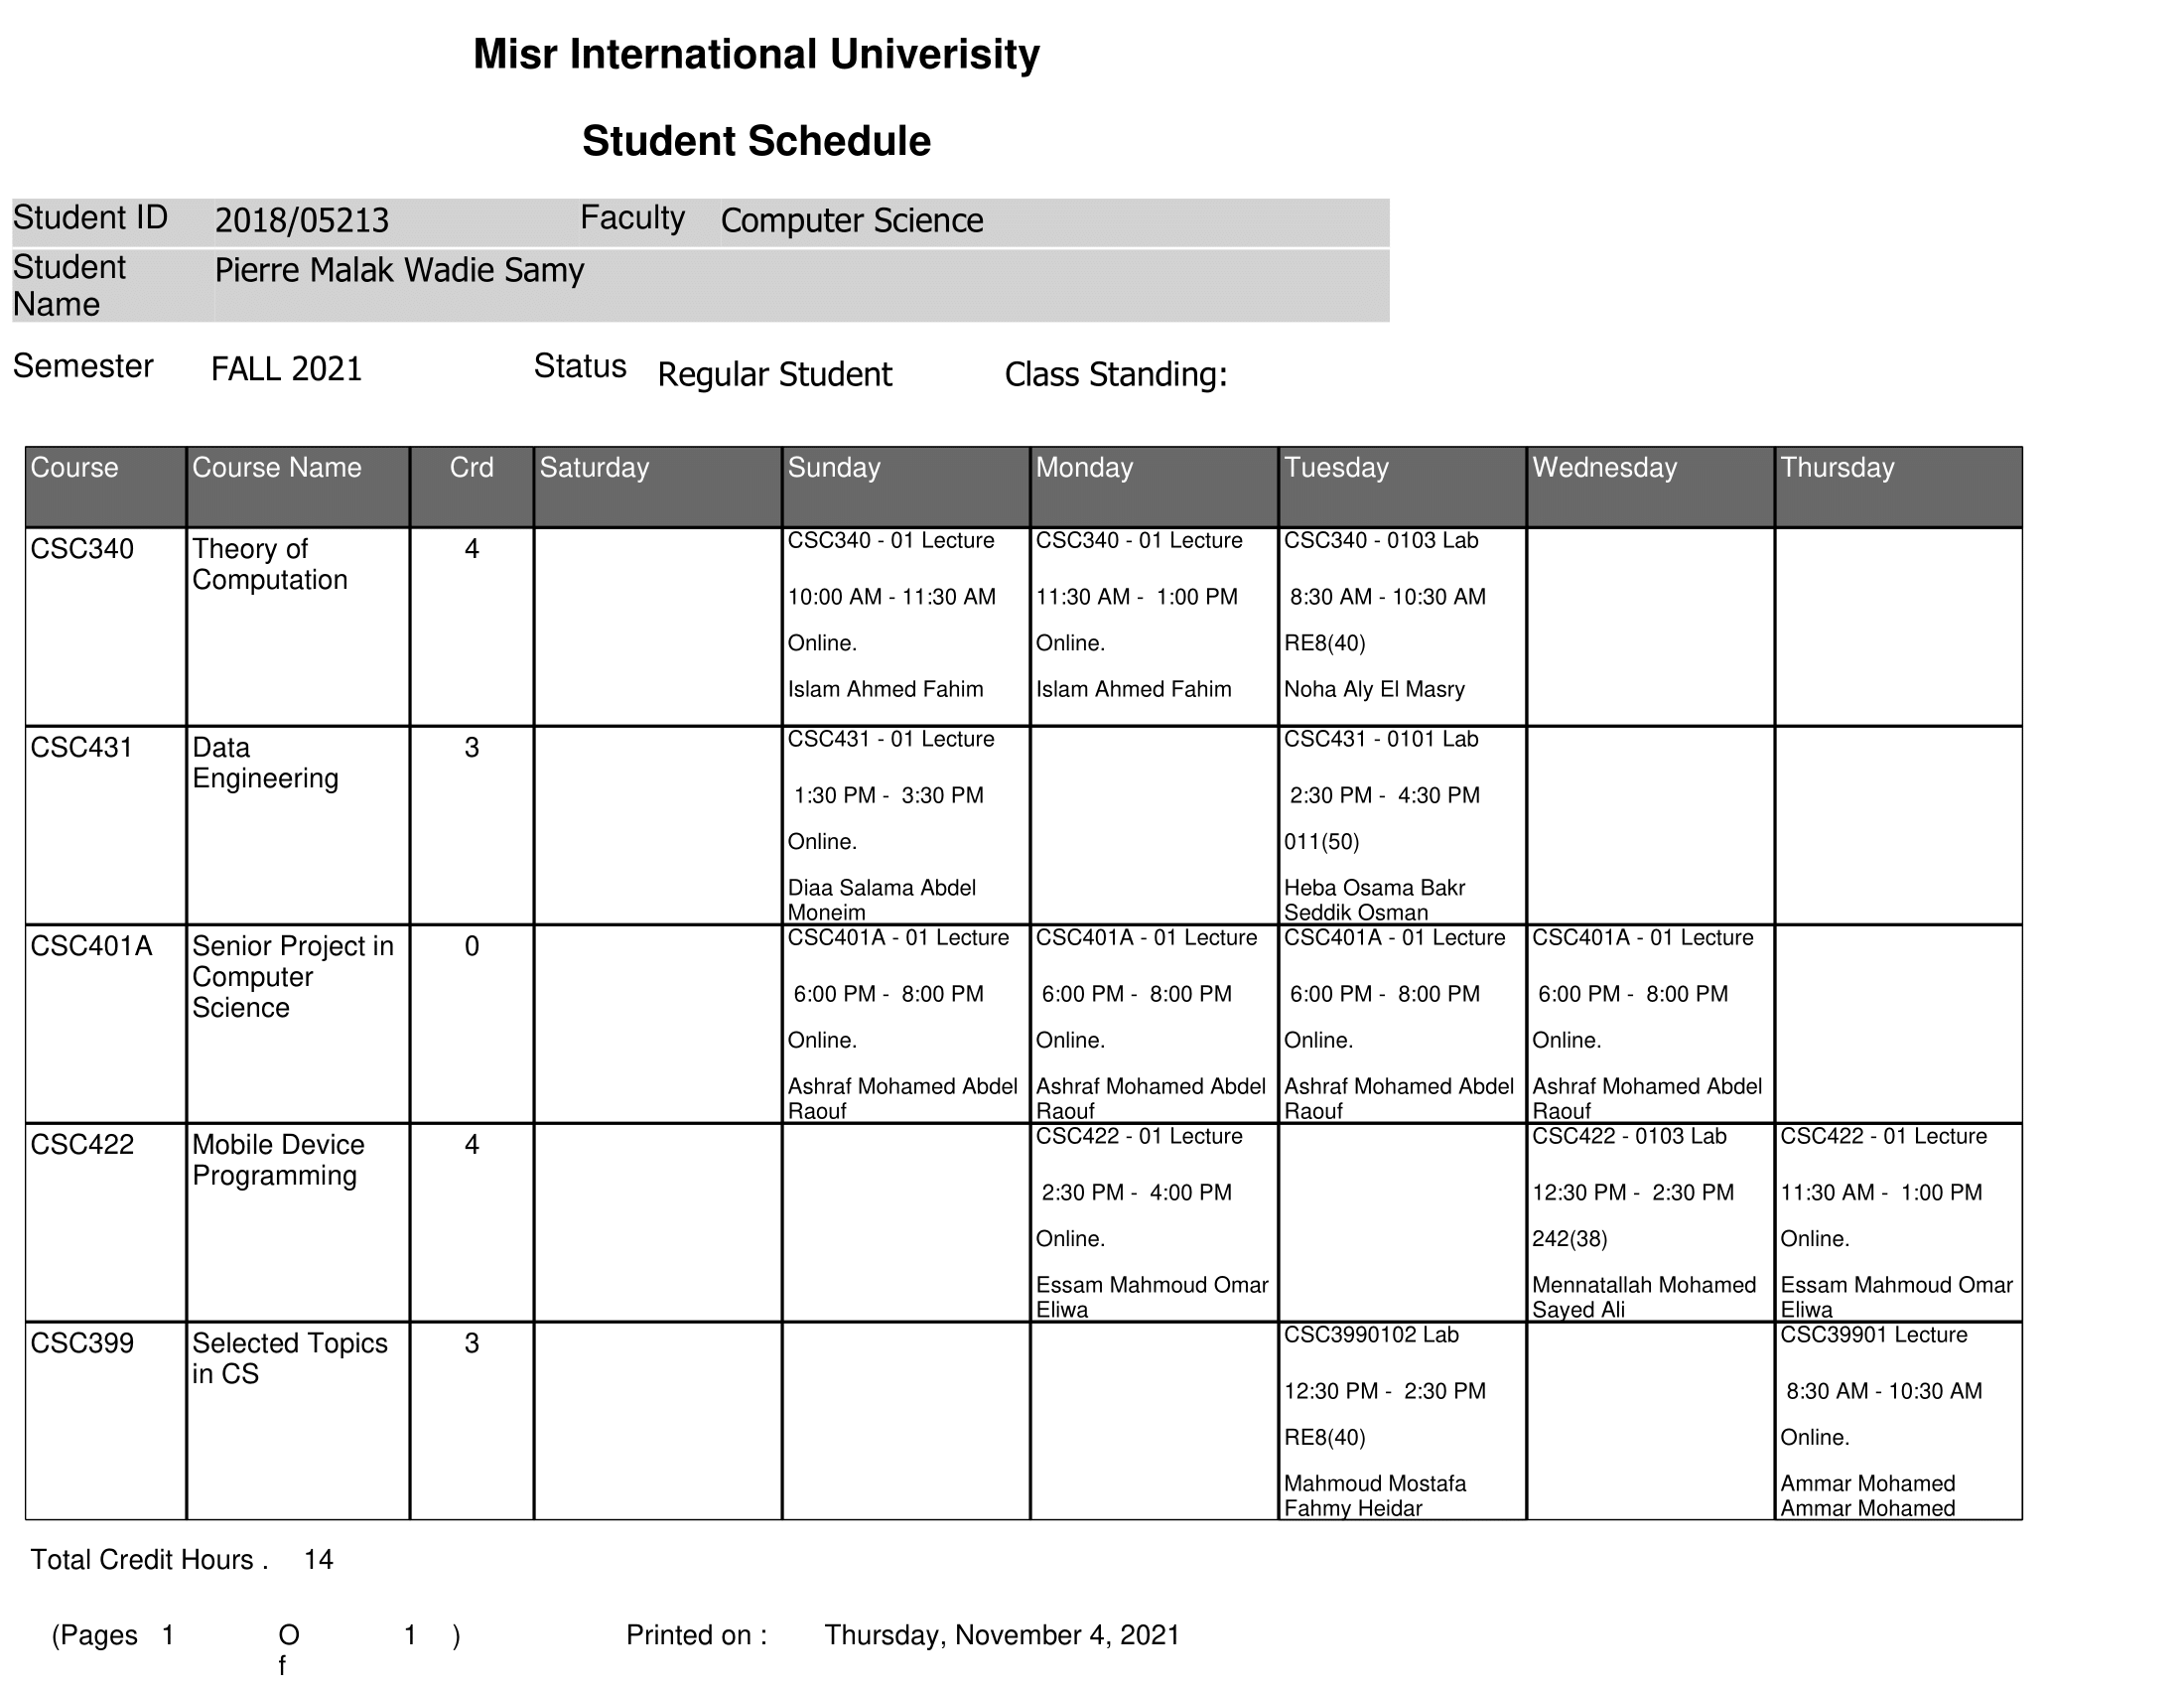 Misr International Univerisity
Student Schedule
Student ID 2018/05213 Faculty Computer Science
Student Name Pierre Malak Wadie Samy
Semester FALL 2021 Status Regular Student Class Standing:
Course Course Name Crd Saturday Sunday Monday Tuesday Wednesday Thursday
CSC340
Theory of
Computation
4
CSC340 - 01 Lecture
10:00 AM - 11:30 AM
Online.
Islam Ahmed Fahim
CSC340 - 01 Lecture
11:30 AM - 1:00 PM
Online.
Islam Ahmed Fahim
CSC340 - 0103 Lab
8:30 AM - 10:30 AM
RE8(40)
Noha Aly El Masry
CSC431
Data
Engineering
3
CSC431 - 01 Lecture
1:30 PM - 3:30 PM
Online.
Diaa Salama Abdel
Moneim
CSC431 - 0101 Lab
2:30 PM - 4:30 PM
011(50)
Heba Osama Bakr
Seddik Osman
CSC401A
Senior Project in
Computer
Science
0
CSC401A - 01 Lecture
6:00 PM - 8:00 PM
Online.
Ashraf Mohamed Abdel
Raouf
CSC401A - 01 Lecture
6:00 PM - 8:00 PM
Online.
Ashraf Mohamed Abdel
Raouf
CSC401A - 01 Lecture
6:00 PM - 8:00 PM
Online.
Ashraf Mohamed Abdel
Raouf
CSC401A - 01 Lecture
6:00 PM - 8:00 PM
Online.
Ashraf Mohamed Abdel
Raouf
CSC422
Mobile Device
Programming
4
CSC422 - 01 Lecture
2:30 PM - 4:00 PM
Online.
Essam Mahmoud Omar
Eliwa
CSC422 - 0103 Lab
12:30 PM - 2:30 PM
242(38)
Mennatallah Mohamed
Sayed Ali
CSC422 - 01 Lecture
11:30 AM - 1:00 PM
Online.
Essam Mahmoud Omar
Eliwa
CSC399
Selected Topics
in CS
3
CSC3990102 Lab
12:30 PM - 2:30 PM
RE8(40)
Mahmoud Mostafa
Fahmy Heidar
CSC39901 Lecture
8:30 AM - 10:30 AM
Online.
Ammar Mohamed
Ammar Mohamed
Total Credit Hours . 14
(Pages 1 Of 1 ) Printed on : Thursday, November 4, 2021